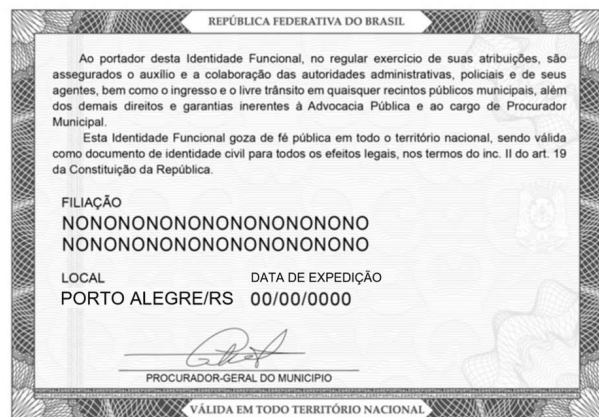 REPÚBLICA FEDERATIVA DO BRASIL
Ao portador desta Identidade Funcional, no regular exercício de suas atribuições, são
assegurados o auxílio e a colaboração das autoridades administrativas, policiais e de seus
agentes, bem como o ingresso e o livre trânsito em quaisquer recintos públicos municipais, além
dos demais direitos e garantias inerentes à Advocacia Pública e ao cargo de Procurador
Municipal.
Esta Identidade Funcional goza de fé pública em todo o território nacional, sendo válida
como documento de identidade civil para todos os efeitos legais, nos termos do inc. II do art. 19
da Constituição da República.
FILIAÇÃO
NONONONONONONONONONONO
NONONONONONONONONONONO
LOCAL DATA DE EXPEDIÇÃO
PORTO ALEGRE/RS 00/00/0000
PROCURADOR-GERAL DO MUNICIPIO
VÁLIDA EM TODO TERRITÓRIO NACIONAL